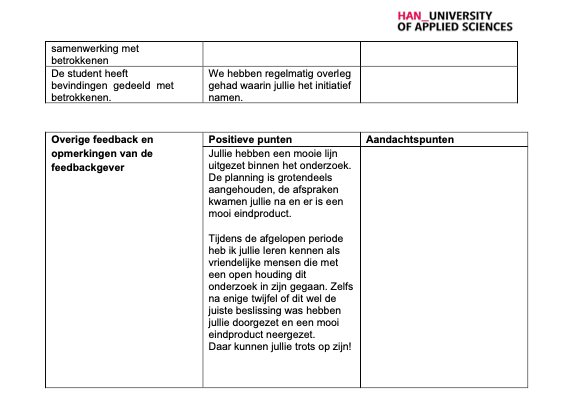 HAN_UNIVERSITY
OF APPLIED SCIENCES
samenwerking met
betrokkenen
De student heeft
bevindingen gedeeld met
betrokkenen.
We hebben regelmatig overleg
gehad waarin jullie het initiatief
namen.
Overige feedback en
opmerkingen van de
feedbackgever
Positieve punten
Jullie hebben een mooie lijn
uitgezet binnen het onderzoek.
De planning is grotendeels
aangehouden, de afspraken
kwamen jullie na en er is een
mooi eindproduct.
Tijdens de afgelopen periode
heb ik jullie leren kennen als
vriendelijke mensen die met
een open houding dit
onderzoek in zijn gegaan. Zelfs
na enige twijfel of dit wel de
juiste beslissing was hebben
jullie doorgezet en een mooi
eindproduct neergezet.
Daar kunnen jullie trots op zijn!
Aandachtspunten